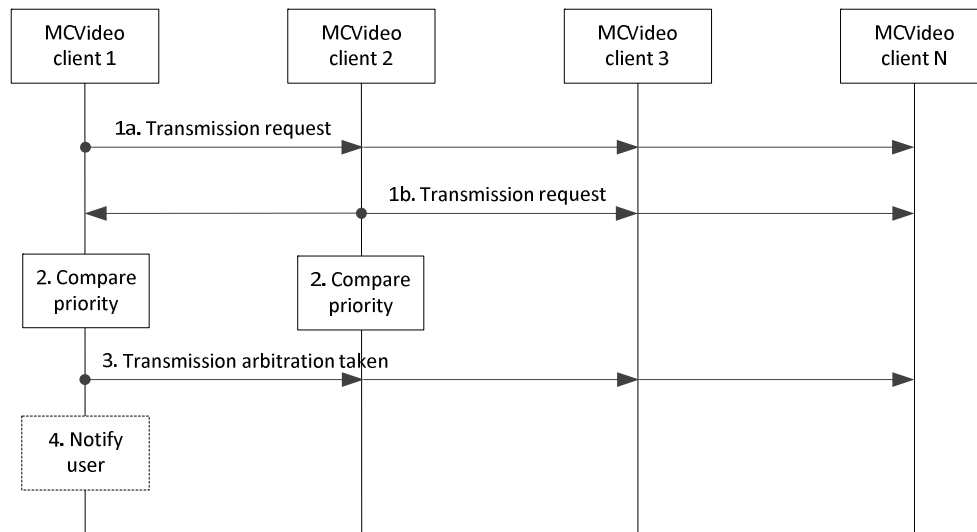 MCVideo
client 1
MCVideo
client 2
MCVideo
client 3
MCVideo
client N
1a. Transmission request
1b. Transmission request
2. Compare
priority
2. Compare
priority
3. Transmission arbitration taken
4. Notify
user